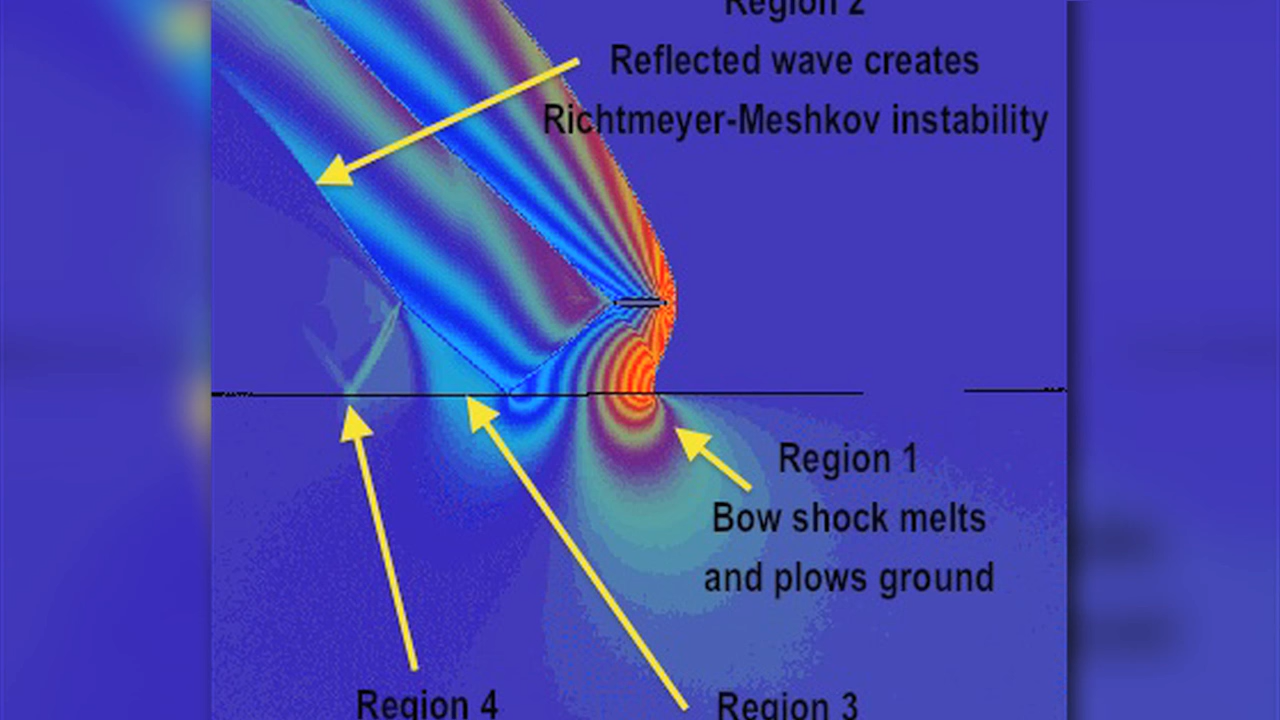 Region 2
Reflected wave creates
Richtmeyer-Meshkov instability
Region 1
Bow shock melts
and plows ground
Region 4
Region 3